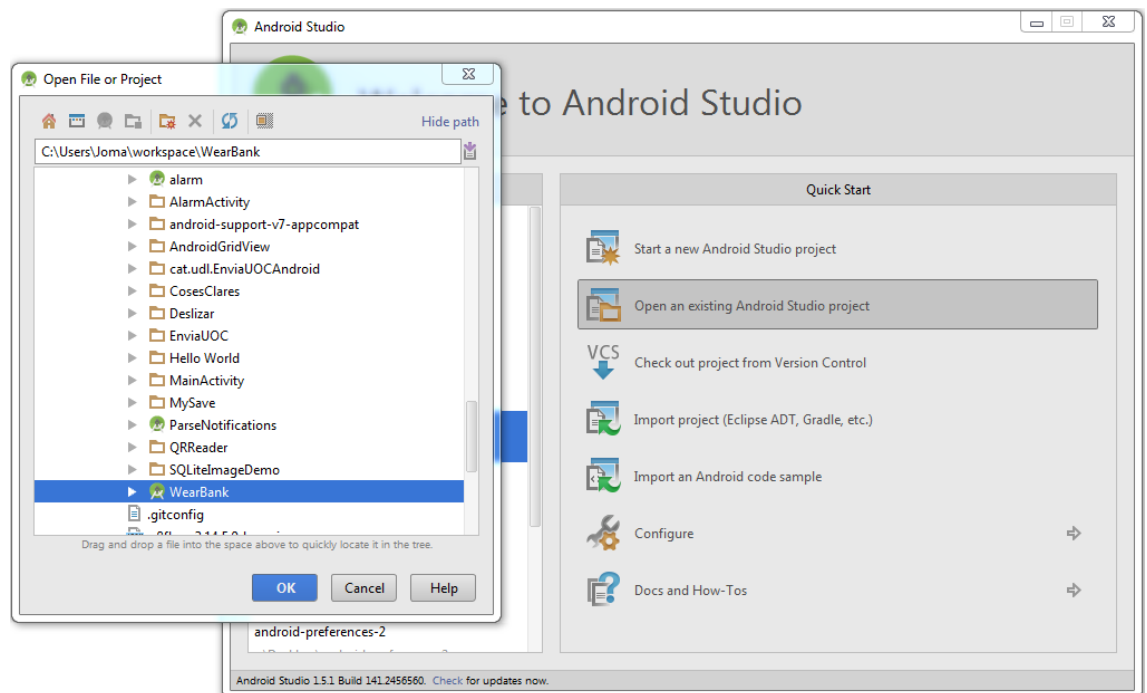 Android Studio
Open File or Project
to Android Studio
Hide path
C:\Users\Joma\workspace\WearBank
alarm
AlarmActivity
android-support-v7-appcompat
AndroidGridView
cat.udl.EnviaUOCAndroid
CosesClares
Deslizar
EnviaUOC
Hello World
MainActivity
MySave
ParseNotifications
QRReader
SQLiteImageDemo
WearBank
.gitconfig
Drag and drop a file into the space above to quickly locate it in the tree.
OK
Cancel
Help
Quick Start
Start a new Android Studio project
Open an existing Android Studio project
VCS
Check out project from Version Control
Import project (Eclipse ADT, Gradle, etc.)
Import an Android code sample
Configure
Docs and How-Tos
android-preferences-2
Android Studio 1.5.1 Build 141.2456560. Check for updates now.